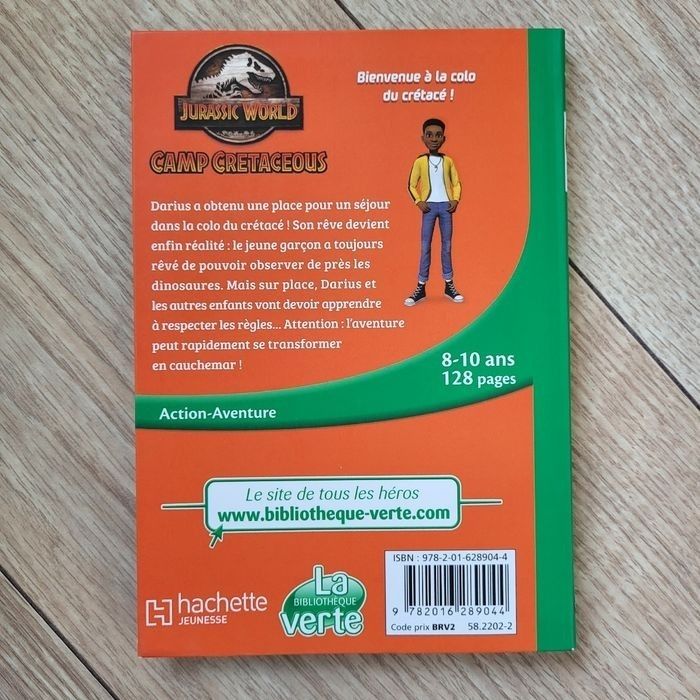 JURASSIC WORLD
CAMP CRETACEOUS
Bienvenue à la colo
du crétacé !
Darius a obtenu une place pour un séjour
dans la colo du crétacé ! Son rêve devient
enfin réalité : le jeune garçon a toujours
rêvé de pouvoir observer de près les
dinosaures. Mais sur place, Darius et
les autres enfants vont devoir apprendre
à respecter les règles... Attention : l'aventure
peut rapidement se transformer
en cauchemar !
8-10 ans
128 pages
Action-Aventure
Le site de tous les héros
www.bibliotheque-verte.com
hachette
JEUNESSE
La
BIBLIOTHÈQUE
verte
ISBN : 978-2-01-628904-4
9 782016 289044
Code prix BRV2 58.2202-2